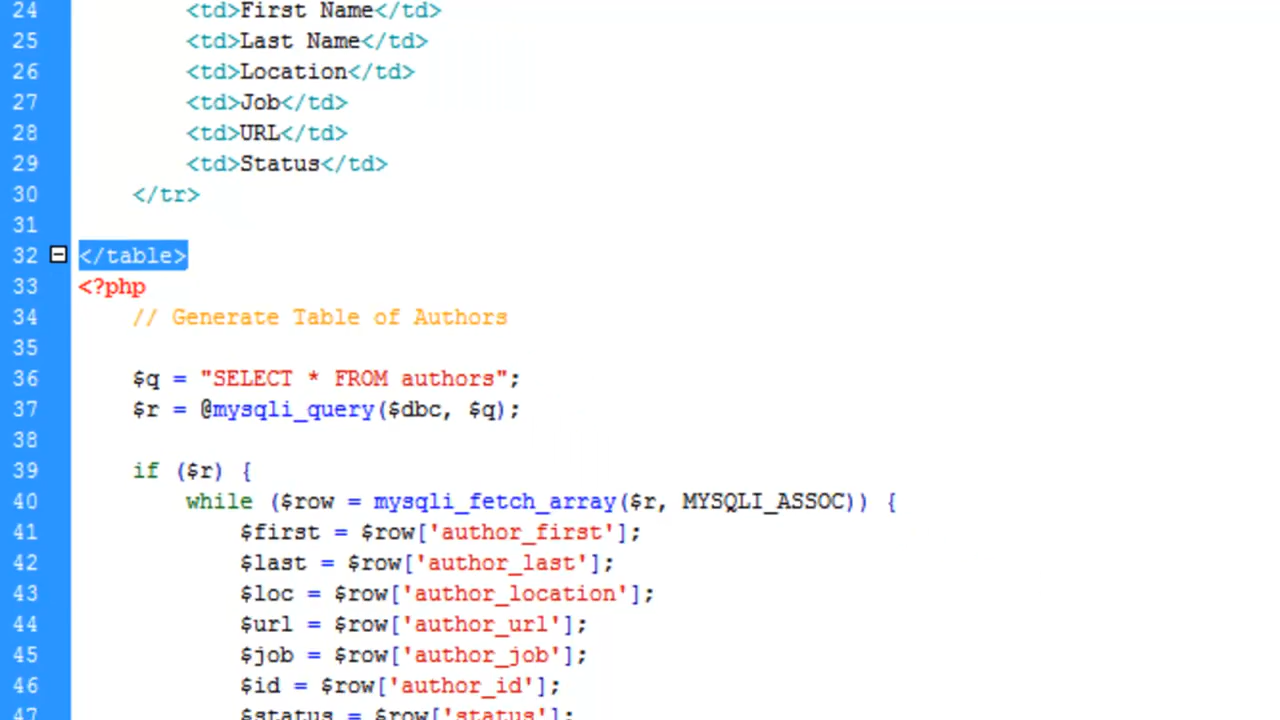 24 <td>First Name</td>
25 <td>Last Name</td>
26 <td>Location</td>
27 <td>Job</td>
28 <td>URL</td>
29 <td>Status</td>
30 </tr>
31
32 </table>
33 <?php
34 // Generate Table of Authors
35
36 $q = "SELECT * FROM authors";
37 $r = @mysqli_query($dbc, $q);
38
39 if ($r) {
40 while ($row = mysqli_fetch_array($r, MYSQLI_ASSOC)) {
41 $first = $row['author_first'];
42 $last = $row['author_last'];
43 $loc = $row['author_location'];
44 $url = $row['author_url'];
45 $job = $row['author_job'];
46 $id = $row['author_id'];
47 $status = $row['status'];